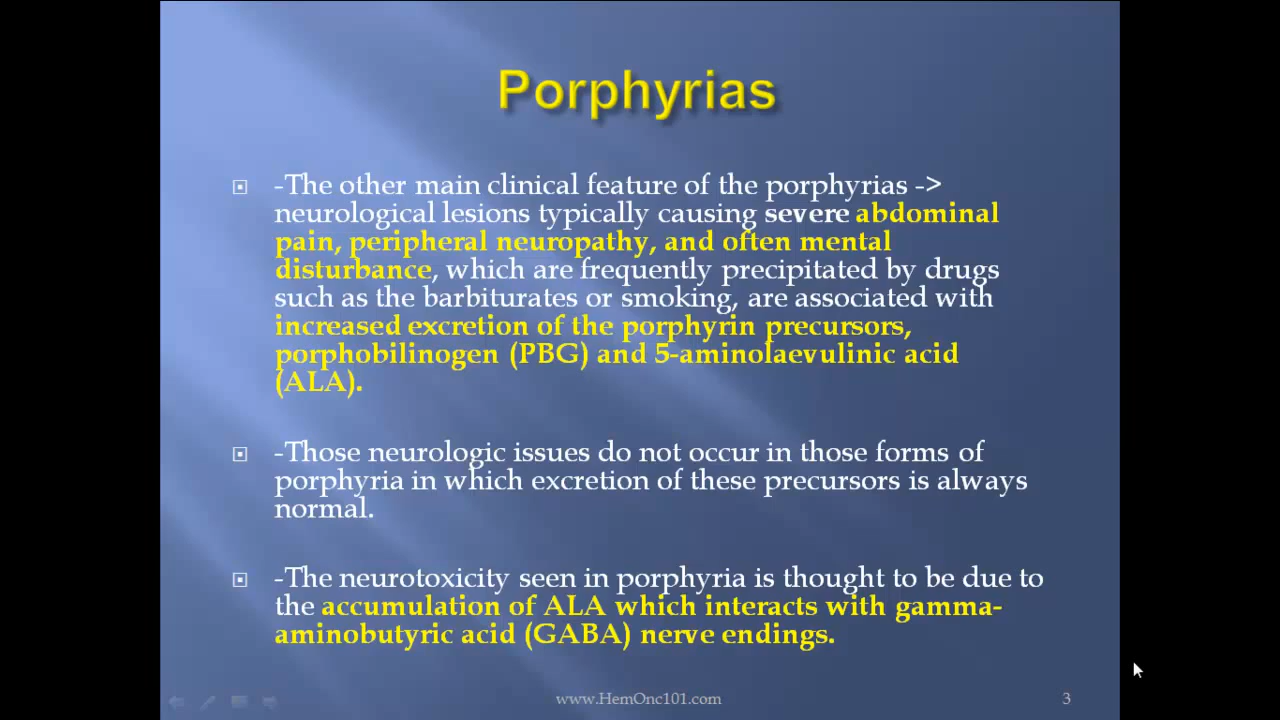 Porphyrias
-The other main clinical feature of the porphyrias ->
neurological lesions typically causing severe abdominal
pain, peripheral neuropathy, and often mental
disturbance, which are frequently precipitated by drugs
such as the barbiturates or smoking, are associated with
increased excretion of the porphyrin precursors,
porphobilinogen (PBG) and 5-aminolaevulinic acid
(ALA).
-Those neurologic issues do not occur in those forms of
porphyria in which excretion of these precursors is always
normal.
-The neurotoxicity seen in porphyria is thought to be due to
the accumulation of ALA which interacts with gamma-
aminobutyric acid (GABA) nerve endings.
www.HemOnc101.com
3